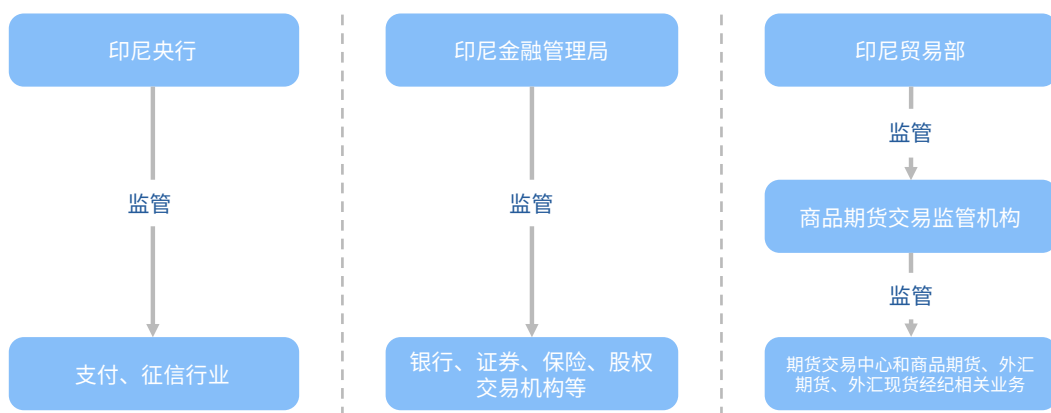 印尼央行
监管
支付、征信行业
印尼金融管理局
监管
银行、证券、保险、股权
交易机构等
印尼贸易部
监管
商品期货交易监管机构
监管
期货交易中心和商品期货、外汇
期货、外汇现货经纪相关业务